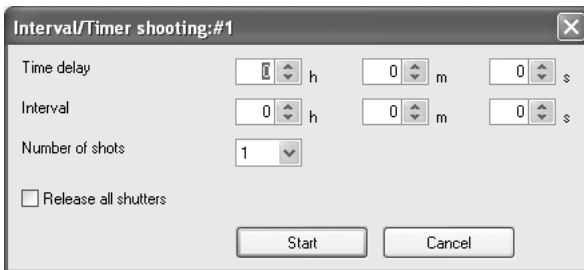 Interval/Timer shooting:#1
Time delay 0 h 0 m 0 s
Interval 0 h 0 m 0 s
Number of shots 1
Release all shutters
Start Cancel